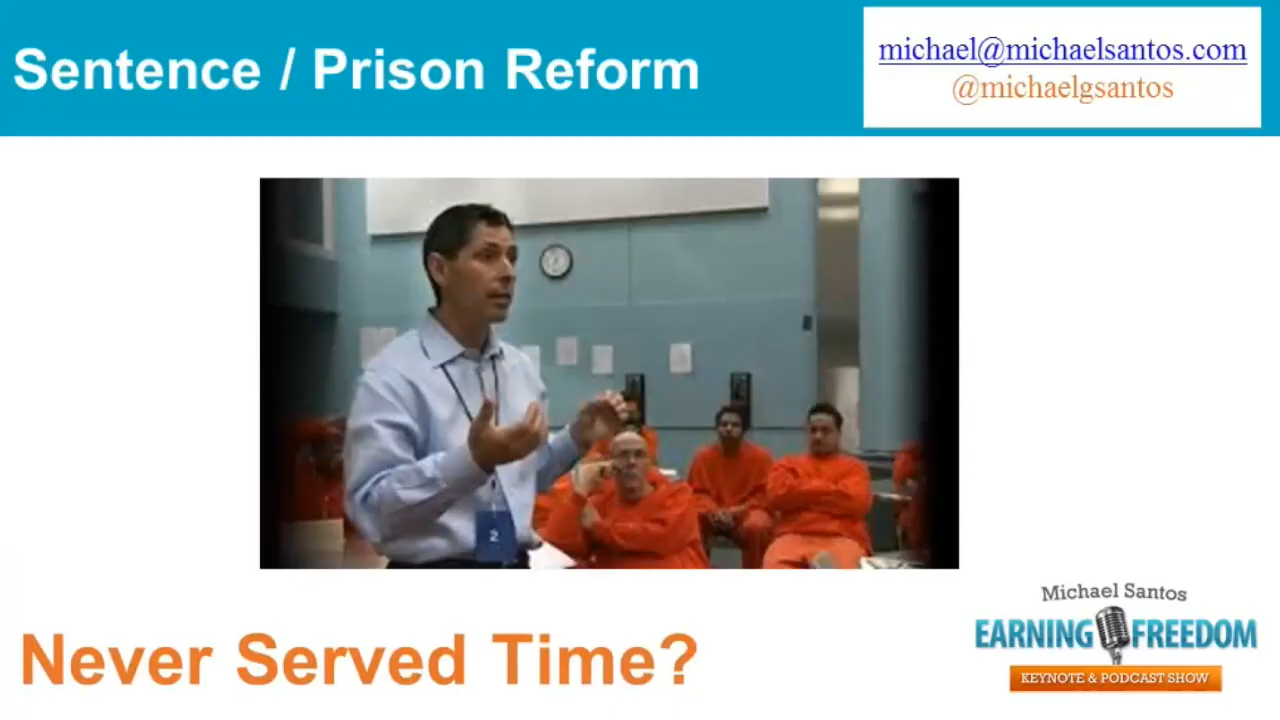 Sentence / Prison Reform
michael@michaelsantos.com
@michaelgsantos
2
Never Served Time?
Michael Santos
EARNING FREEDOM
KEYNOTE & PODCAST SHOW